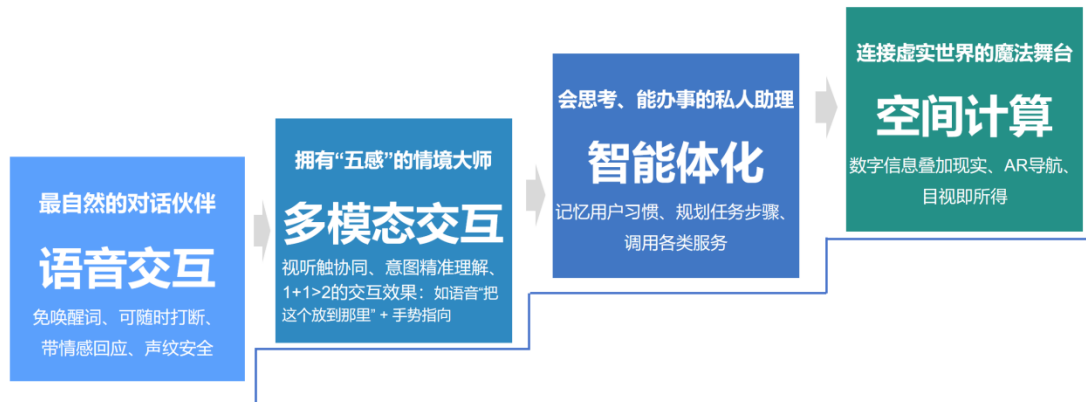 最自然的对话伙伴
语音交互
免唤醒词、可随时打断、
带情感回应、声纹安全
拥有“五感”的情境大师
多模态交互
视听触协同、意图精准理解、
1+1>2的交互效果：如语音“把
这个放到那里” + 手势指向
会思考、能办事的私人助理
智能体化
记忆用户习惯、规划任务步骤、
调用各类服务
连接虚实世界的魔法舞台
空间计算
数字信息叠加现实、AR导航、
目视即所得